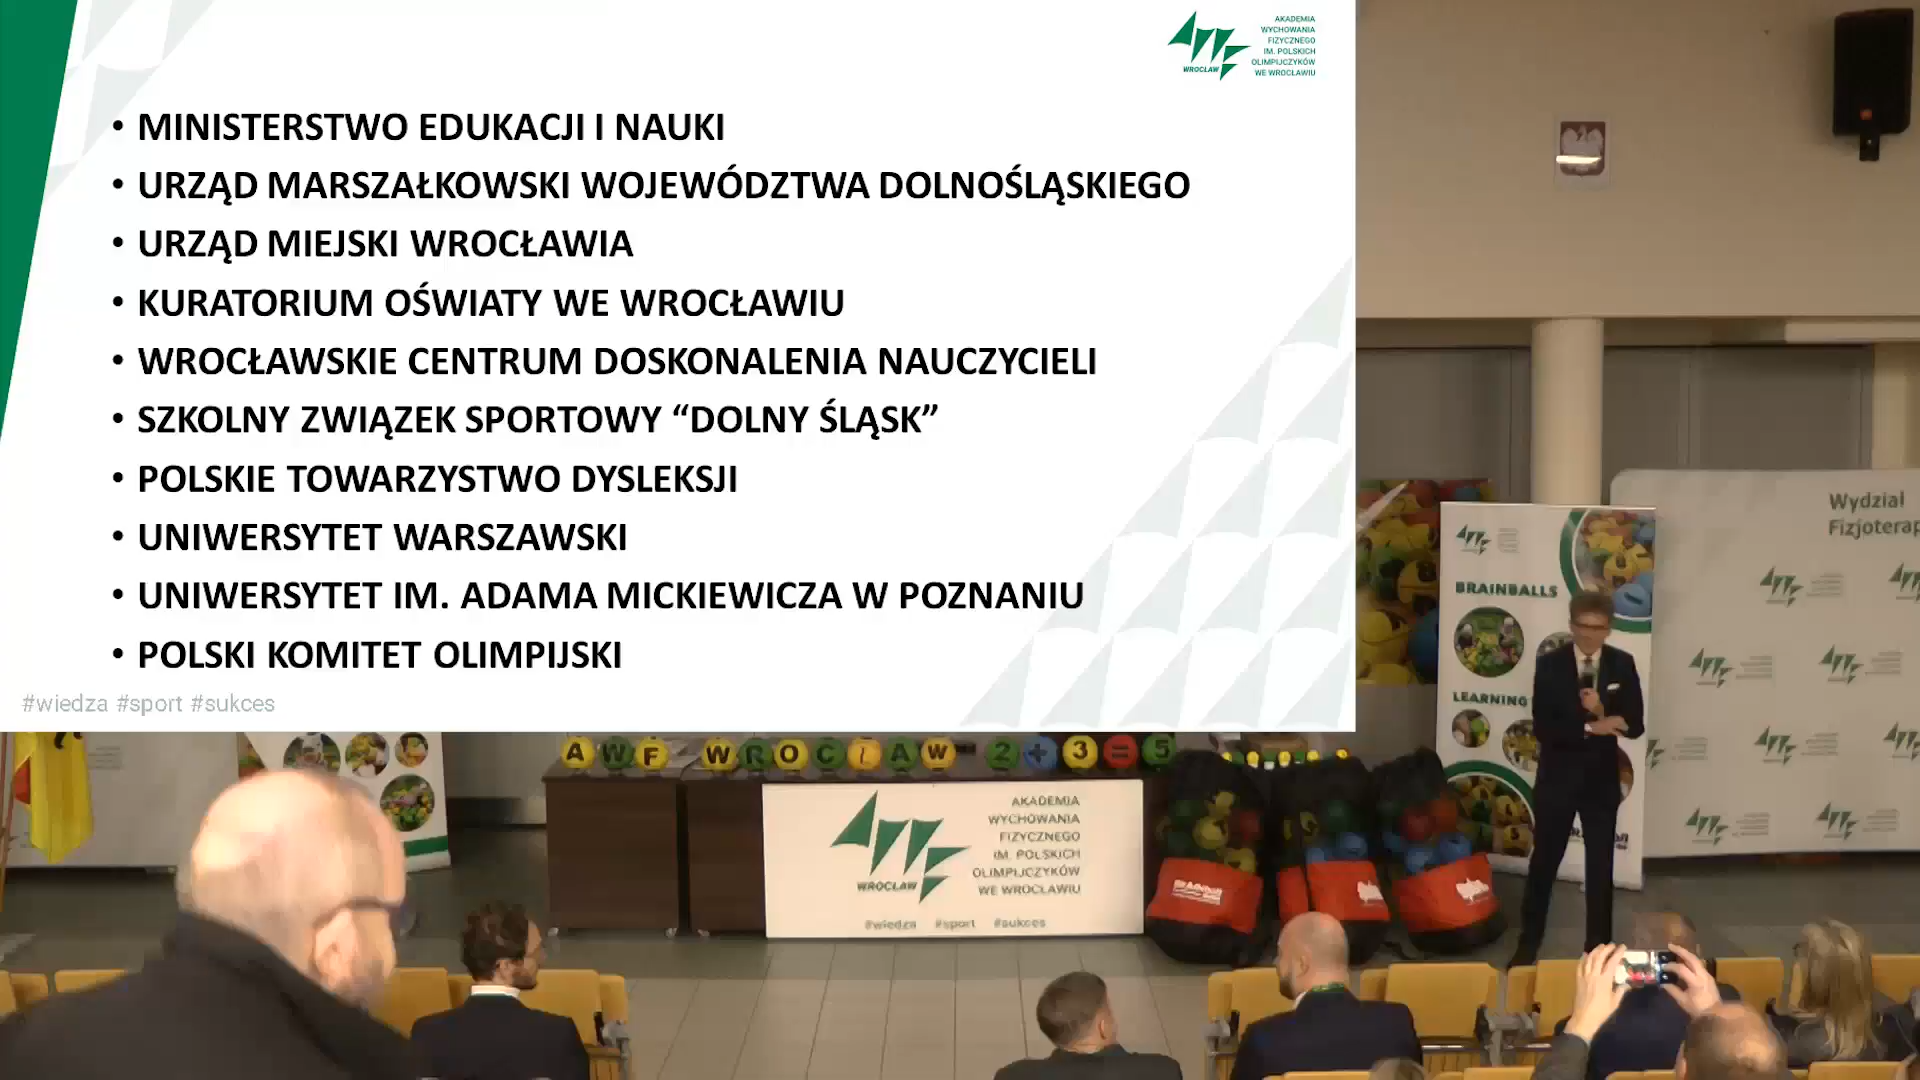 AKADEMIA
WYCHOWANIA
FIZYCZNEGO
IM. POLSKICH
OLIMPIJCZYKÓW
WE WROCŁAWIU
WROCŁAW
• MINISTERSTWO EDUKACJI I NAUKI
• URZĄD MARSZAŁKOWSKI WOJEWÓDZTWA DOLNOŚLĄSKIEGO
• URZĄD MIEJSKI WROCŁAWIA
• KURATORIUM OŚWIATY WE WROCŁAWIU
• WROCŁAWSKIE CENTRUM DOSKONALENIA NAUCZYCIELI
• SZKOLNY ZWIĄZEK SPORTOWY “DOLNY ŚLĄSK”
• POLSKIE TOWARZYSTWO DYSLEKSJI
• UNIWERSYTET WARSZAWSKI
• UNIWERSYTET IM. ADAMA MICKIEWICZA W POZNANIU
• POLSKI KOMITET OLIMPIJSKI
#wiedza #sport #sukces
Wydział
Fizjoterap
BRAINBALLS
LEARNING
AWF WROCŁAW 2+3=5
AKADEMIA
WYCHOWANIA
FIZYCZNEGO
IM. POLSKICH
OLIMPIJCZYKÓW
WE WROCŁAWIU
WROCŁAW
#wiedza #sport #sukces